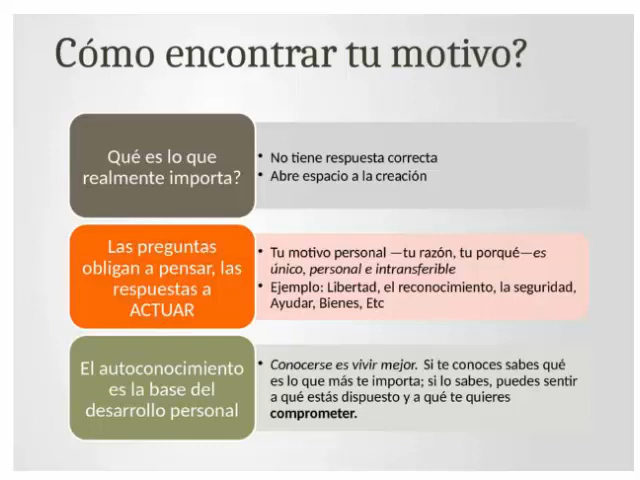 Cómo encontrar tu motivo?
Qué es lo que
realmente importa?
• No tiene respuesta correcta
• Abre espacio a la creación
Las preguntas
obligan a pensar, las
respuestas a
ACTUAR
• Tu motivo personal —tu razón, tu porqué—es
único, personal e intransferible
• Ejemplo: Libertad, el reconocimiento, la seguridad,
Ayudar, Bienes, Etc
El autoconocimiento
es la base del
desarrollo personal
• Conocerse es vivir mejor. Si te conoces sabes qué
es lo que más te importa; si lo sabes, puedes sentir
a qué estás dispuesto y a qué te quieres
comprometer.